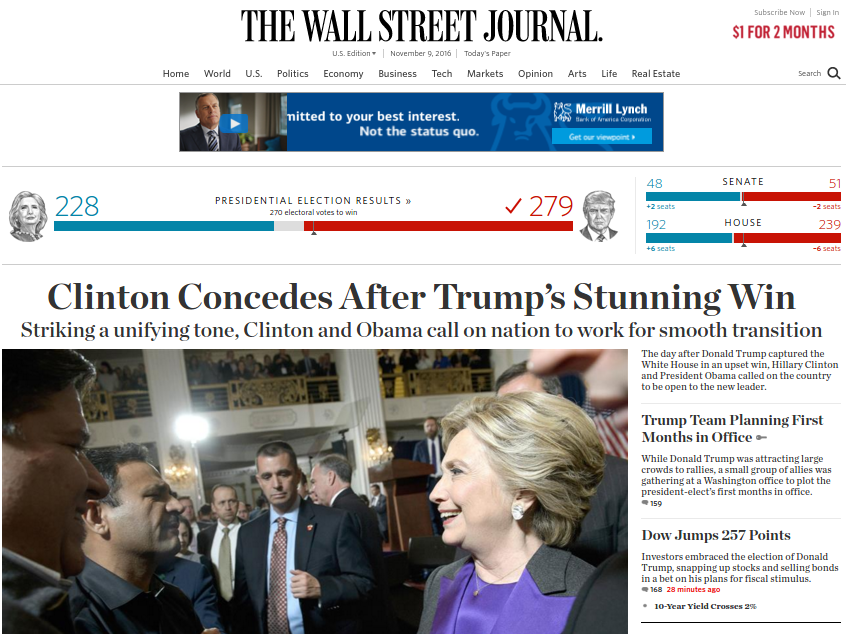 THE WALL STREET JOURNAL.
Subscribe Now | Sign In
$1 FOR 2 MONTHS
U.S. Edition ▾ | November 9, 2016 | Today's Paper
Home World U.S. Politics Economy Business Tech Markets Opinion Arts Life Real Estate
Search
mitted to your best interest.
Not the status quo.
Merrill Lynch
Bank of America Corporation
Get our viewpoint ›
228
PRESIDENTIAL ELECTION RESULTS »
270 electoral votes to win
✓ 279
48 SENATE 51
+2 seats -2 seats
192 HOUSE 239
+6 seats -6 seats
Clinton Concedes After Trump's Stunning Win
Striking a unifying tone, Clinton and Obama call on nation to work for smooth transition
The day after Donald Trump captured the
White House in an upset win, Hillary Clinton
and President Obama called on the country
to be open to the new leader.
Trump Team Planning First
Months in Office
While Donald Trump was attracting large
crowds to rallies, a small group of allies was
gathering at a Washington office to plot the
president-elect's first months in office.
159
Dow Jumps 257 Points
Investors embraced the election of Donald
Trump, snapping up stocks and selling bonds
in a bet on his plans for fiscal stimulus.
168 28 minutes ago
• 10-Year Yield Crosses 2%